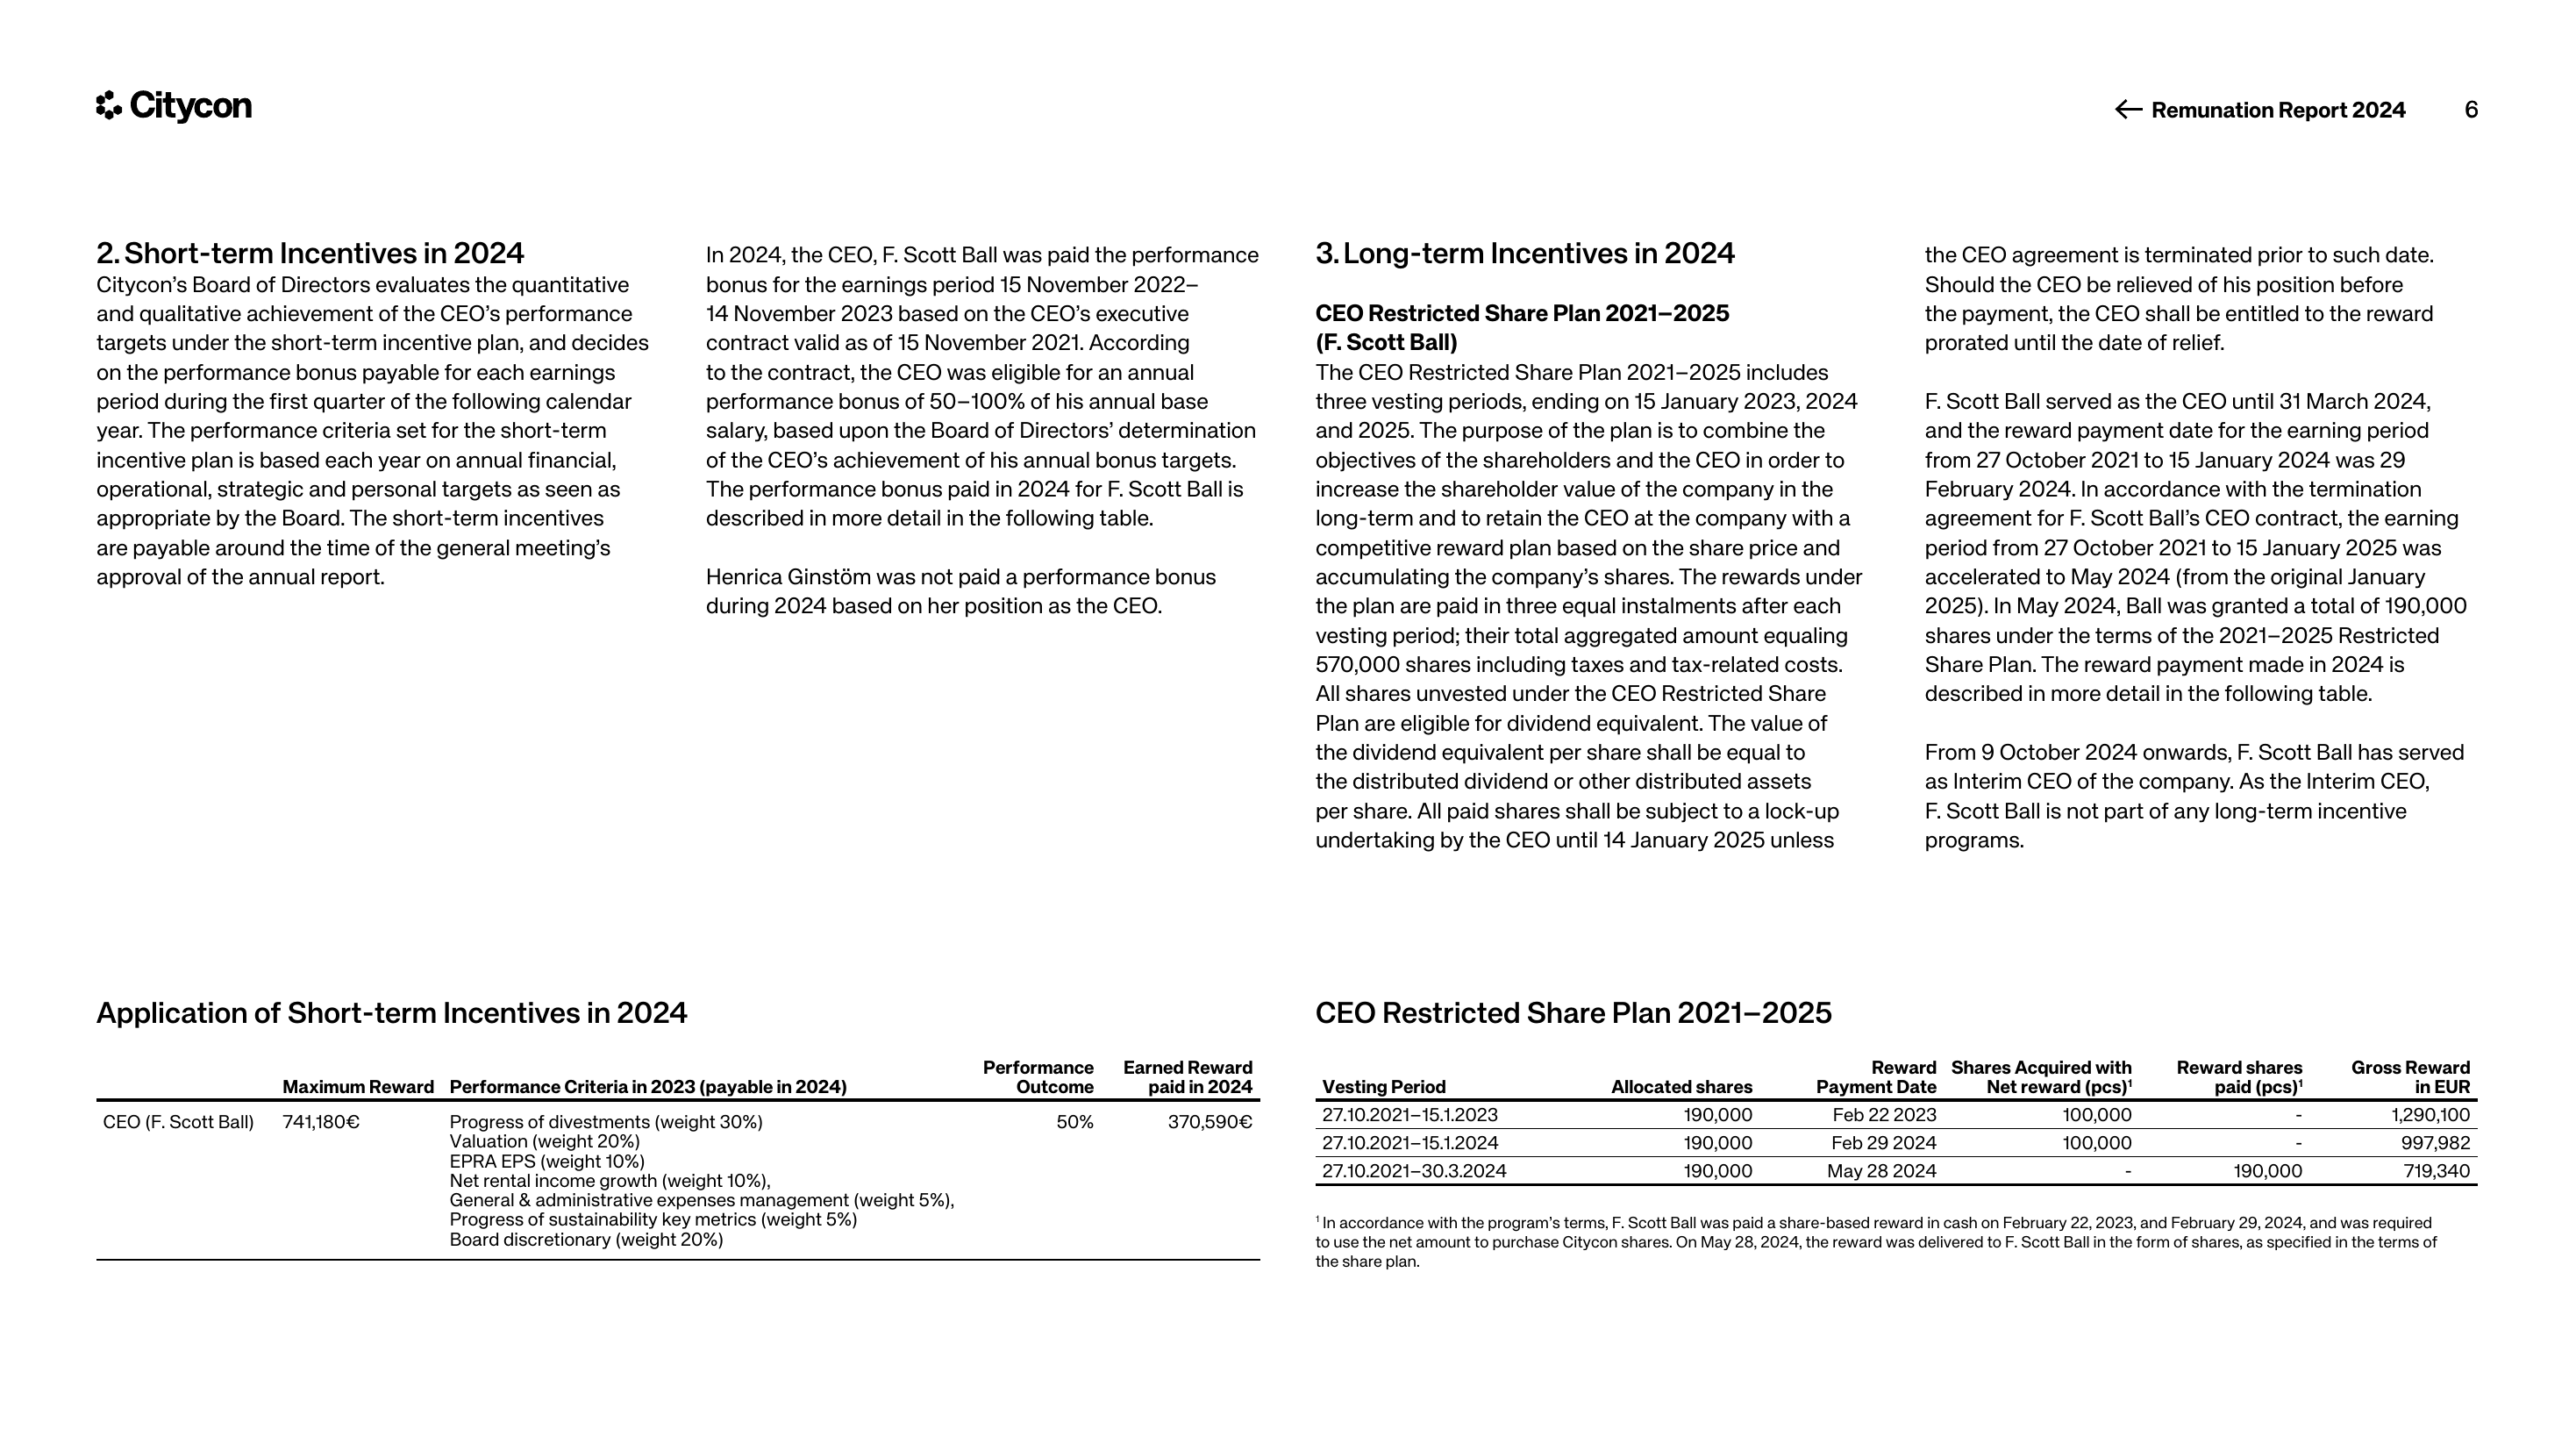 Citycon
← Remunation Report 2024 6
2. Short-term Incentives in 2024
Citycon’s Board of Directors evaluates the quantitative
and qualitative achievement of the CEO’s performance
targets under the short-term incentive plan, and decides
on the performance bonus payable for each earnings
period during the first quarter of the following calendar
year. The performance criteria set for the short-term
incentive plan is based each year on annual financial,
operational, strategic and personal targets as seen as
appropriate by the Board. The short-term incentives
are payable around the time of the general meeting’s
approval of the annual report.
In 2024, the CEO, F. Scott Ball was paid the performance
bonus for the earnings period 15 November 2022–
14 November 2023 based on the CEO’s executive
contract valid as of 15 November 2021. According
to the contract, the CEO was eligible for an annual
performance bonus of 50–100% of his annual base
salary, based upon the Board of Directors’ determination
of the CEO’s achievement of his annual bonus targets.
The performance bonus paid in 2024 for F. Scott Ball is
described in more detail in the following table.
Henrica Ginström was not paid a performance bonus
during 2024 based on her position as the CEO.
3. Long-term Incentives in 2024
CEO Restricted Share Plan 2021–2025
(F. Scott Ball)
The CEO Restricted Share Plan 2021–2025 includes
three vesting periods, ending on 15 January 2023, 2024
and 2025. The purpose of the plan is to combine the
objectives of the shareholders and the CEO in order to
increase the shareholder value of the company in the
long-term and to retain the CEO at the company with a
competitive reward plan based on the share price and
accumulating the company’s shares. The rewards under
the plan are paid in three equal instalments after each
vesting period; their total aggregated amount equaling
570,000 shares including taxes and tax-related costs.
All shares unvested under the CEO Restricted Share
Plan are eligible for dividend equivalent. The value of
the dividend equivalent per share shall be equal to
the distributed dividend or other distributed assets
per share. All paid shares shall be subject to a lock-up
undertaking by the CEO until 14 January 2025 unless
the CEO agreement is terminated prior to such date.
Should the CEO be relieved of his position before
the payment, the CEO shall be entitled to the reward
prorated until the date of relief.
F. Scott Ball served as the CEO until 31 March 2024,
and the reward payment date for the earning period
from 27 October 2021 to 15 January 2024 was 29
February 2024. In accordance with the termination
agreement for F. Scott Ball’s CEO contract, the earning
period from 27 October 2021 to 15 January 2025 was
accelerated to May 2024 (from the original January
2025). In May 2024, Ball was granted a total of 190,000
shares under the terms of the 2021–2025 Restricted
Share Plan. The reward payment made in 2024 is
described in more detail in the following table.
From 9 October 2024 onwards, F. Scott Ball has served
as Interim CEO of the company. As the Interim CEO,
F. Scott Ball is not part of any long-term incentive
programs.
Application of Short-term Incentives in 2024
Maximum Reward Performance Criteria in 2023 (payable in 2024) Performance Outcome Earned Reward paid in 2024
CEO (F. Scott Ball) 741,180€ Progress of divestments (weight 30%) 50% 370,590€
Valuation (weight 20%)
EPRA EPS (weight 10%)
Net rental income growth (weight 10%),
General & administrative expenses management (weight 5%),
Progress of sustainability key metrics (weight 5%)
Board discretionary (weight 20%)
CEO Restricted Share Plan 2021–2025
Vesting Period Allocated shares Reward Payment Date Shares Acquired with Net reward (pcs)¹ Reward shares paid (pcs)¹ Gross Reward in EUR
27.10.2021–15.1.2023 190,000 Feb 22 2023 100,000 - 1,290,100
27.10.2021–15.1.2024 190,000 Feb 29 2024 100,000 - 997,982
27.10.2021–30.3.2024 190,000 May 28 2024 - 190,000 719,340
¹ In accordance with the program’s terms, F. Scott Ball was paid a share-based reward in cash on February 22, 2023, and February 29, 2024, and was required
to use the net amount to purchase Citycon shares. On May 28, 2024, the reward was delivered to F. Scott Ball in the form of shares, as specified in the terms of
the share plan.